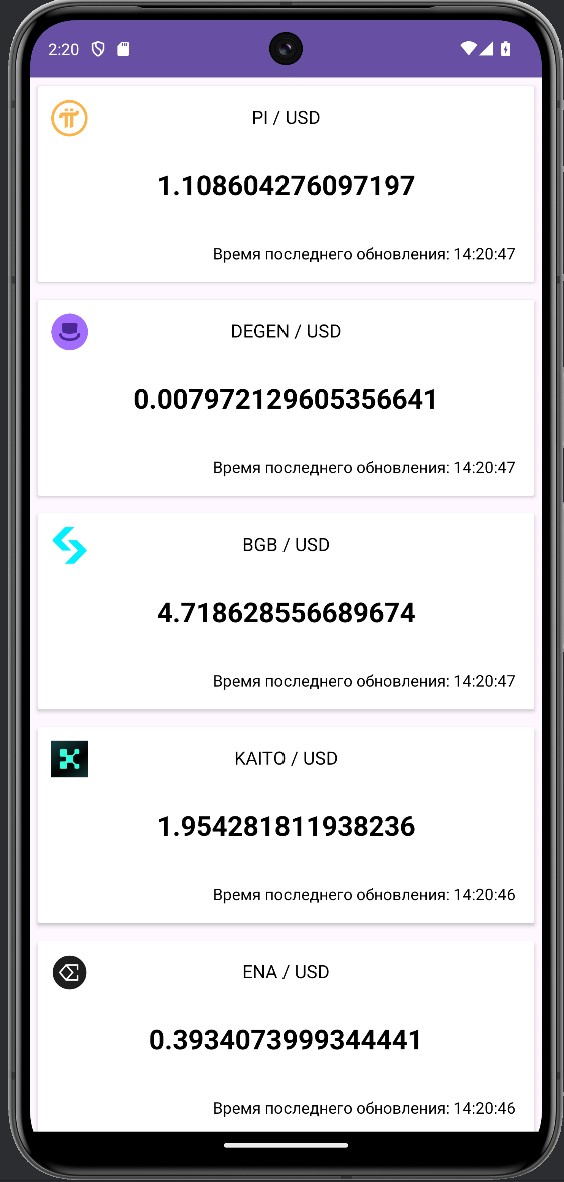 2:20
PI / USD
1.108604276097197
Время последнего обновления: 14:20:47
DEGEN / USD
0.007972129605356641
Время последнего обновления: 14:20:47
BGB / USD
4.718628556689674
Время последнего обновления: 14:20:47
KAITO / USD
1.954281811938236
Время последнего обновления: 14:20:46
ENA / USD
0.3934073999344441
Время последнего обновления: 14:20:46